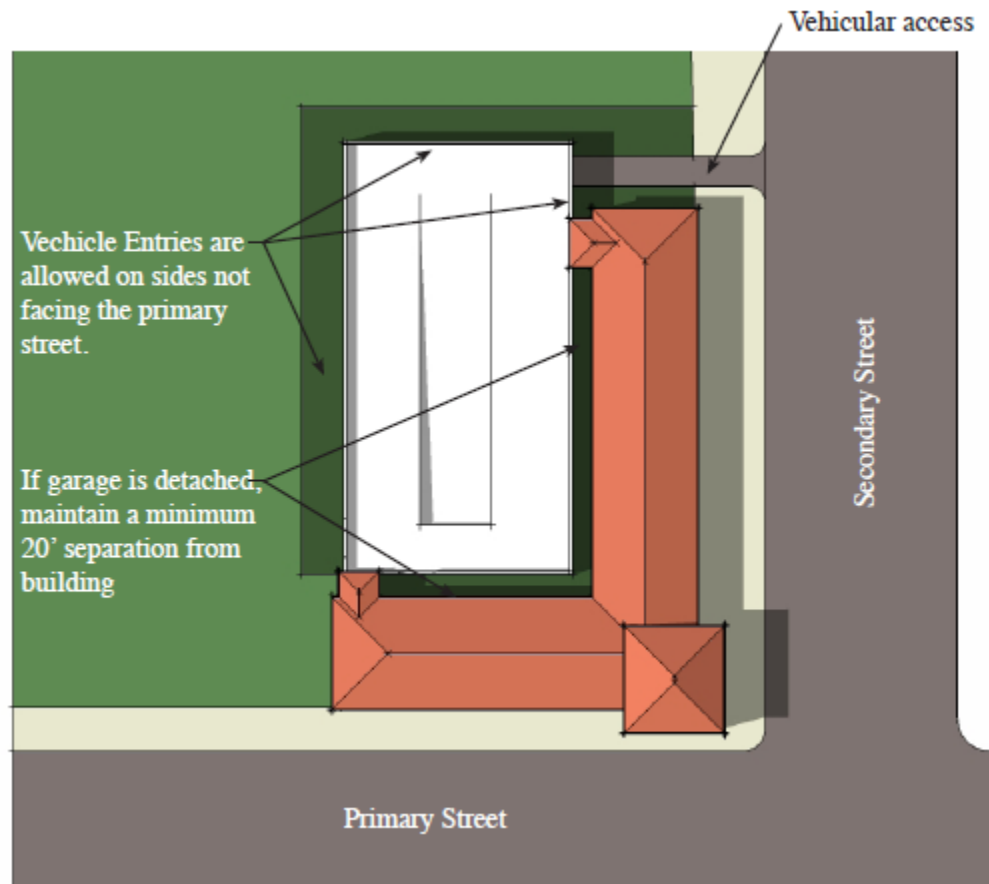 Vehicular access
Vechicle Entries are
allowed on sides not
facing the primary
street.
If garage is detached,
maintain a minimum
20’ separation from
building
Secondary Street
Primary Street